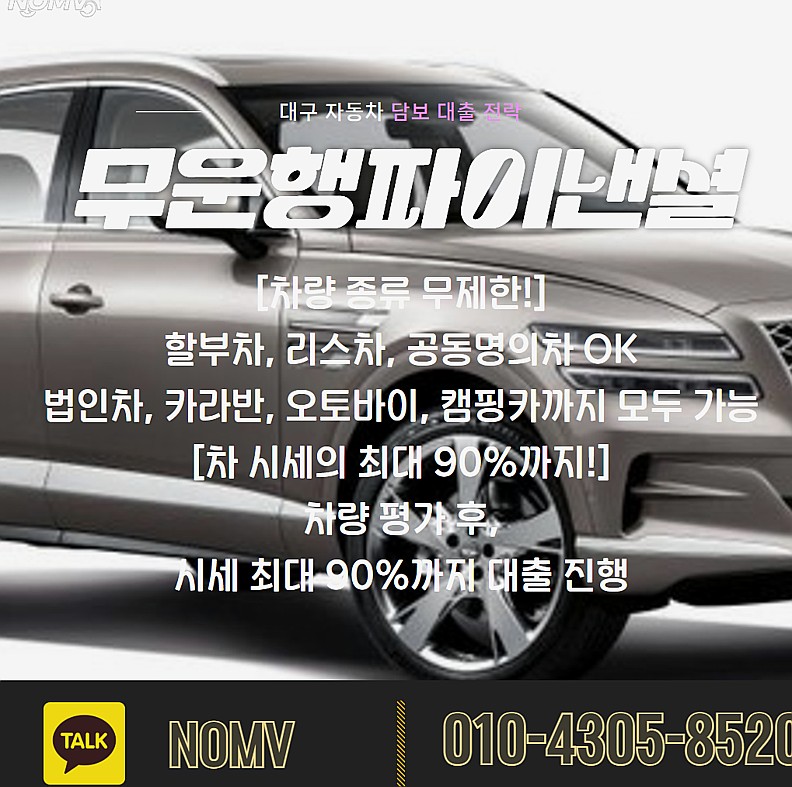 NOMV
대구 자동차 담보 대출 전략
무운행파이낸셜
[차량 종류 무제한!]
할부차, 리스차, 공동명의차 OK
법인차, 카라반, 오토바이, 캠핑카까지 모두 가능
[차 시세의 최대 90%까지!]
차량 평가 후,
시세 최대 90%까지 대출 진행
TALK NOMV 010-4305-8520